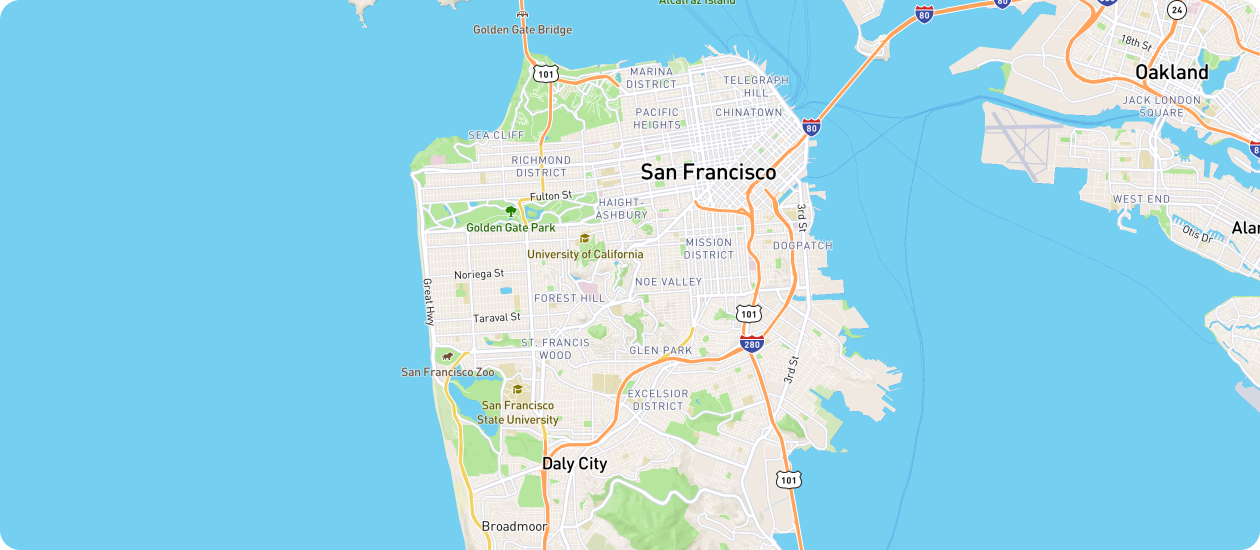 Alcatraz Island
80
80
24
Golden Gate Bridge
18th St
101
Oakland
MARINA
DISTRICT
TELEGRAPH
HILL
JACK LONDON
SQUARE
PACIFIC
HEIGHTS
CHINATOWN
80
SEA CLIFF
8
RICHMOND
DISTRICT
San Francisco
Fulton St
HAIGHT-
ASHBURY
3rd St
WEST END
Golden Gate Park
Otis Dr
Alar
University of California
MISSION
DISTRICT
DOGPATCH
Noriega St
NOE VALLEY
Great Hwy
FOREST HILL
Taraval St
101
ST. FRANCIS
WOOD
GLEN PARK
280
San Francisco Zoo
3rd St
San Francisco
State University
EXCELSIOR
DISTRICT
Daly City
101
Broadmoor